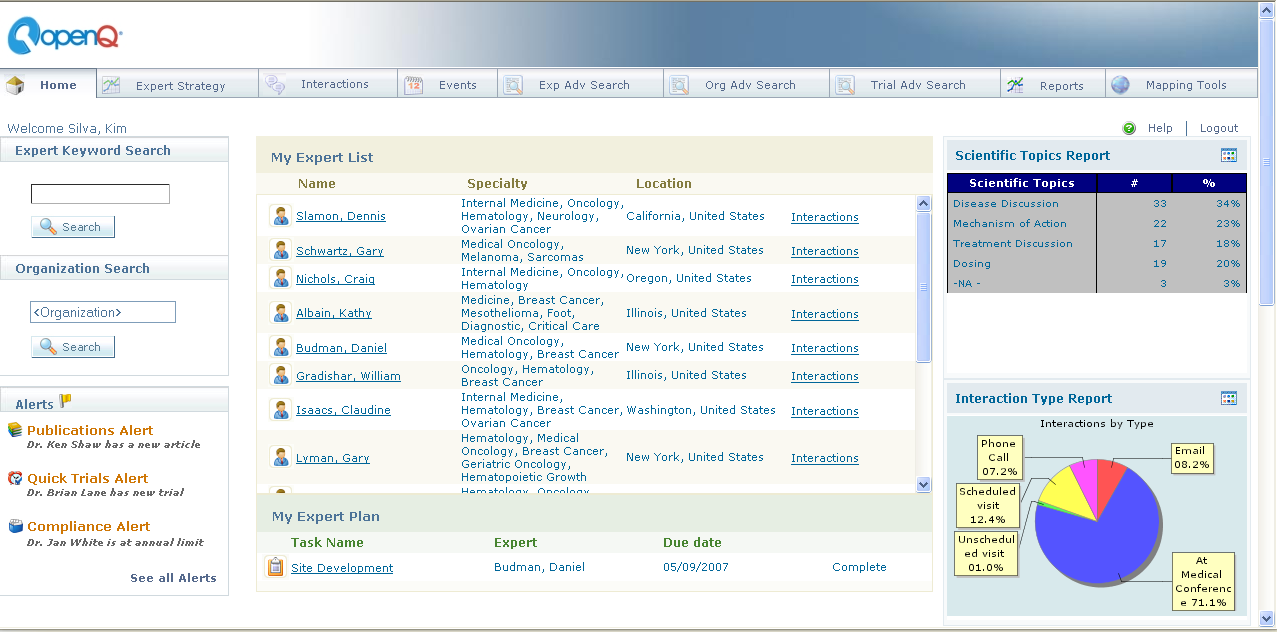 openQ
Home
Expert Strategy
Interactions
12
Events
Exp Adv Search
Org Adv Search
Trial Adv Search
Reports
Mapping Tools
Welcome Silva, Kim
? Help | Logout
Expert Keyword Search
Search
Organization Search
<Organization>
Search
Alerts
Publications Alert
Dr. Ken Shaw has a new article
Quick Trials Alert
Dr. Brian Lane has new trial
Compliance Alert
Dr. Jan White is at annual limit
See all Alerts
My Expert List
Name Specialty Location
Internal Medicine, Oncology,
Slamon, Dennis Hematology, Neurology, California, United States Interactions
Ovarian Cancer
Medical Oncology,
Schwartz, Gary Melanoma, Sarcomas New York, United States Interactions
Internal Medicine, Oncology,
Nichols, Craig Hematology Oregon, United States Interactions
Medicine, Breast Cancer,
Albain, Kathy Mesothelioma, Foot, Illinois, United States Interactions
Diagnostic, Critical Care
Medical Oncology,
Budman, Daniel Hematology, Breast Cancer New York, United States Interactions
Oncology, Hematology,
Gradishar, William Breast Cancer Illinois, United States Interactions
Internal Medicine,
Isaacs, Claudine Hematology, Breast Cancer, Washington, United States Interactions
Ovarian Cancer
Hematology, Medical
Oncology, Breast Cancer,
Lyman, Gary Geriatric Oncology, New York, United States Interactions
Hematopoietic Growth
Hematology, Oncology,
My Expert Plan
Task Name Expert Due date
Site Development Budman, Daniel 05/09/2007 Complete
Scientific Topics Report
Scientific Topics # %
Disease Discussion 33 34%
Mechanism of Action 22 23%
Treatment Discussion 17 18%
Dosing 19 20%
-NA - 3 3%
Interaction Type Report
Interactions by Type
Phone
Call
07.2%
Email
08.2%
Scheduled
visit
12.4%
Unschedul
ed visit
01.0%
At
Medical
Conferenc
e 71.1%